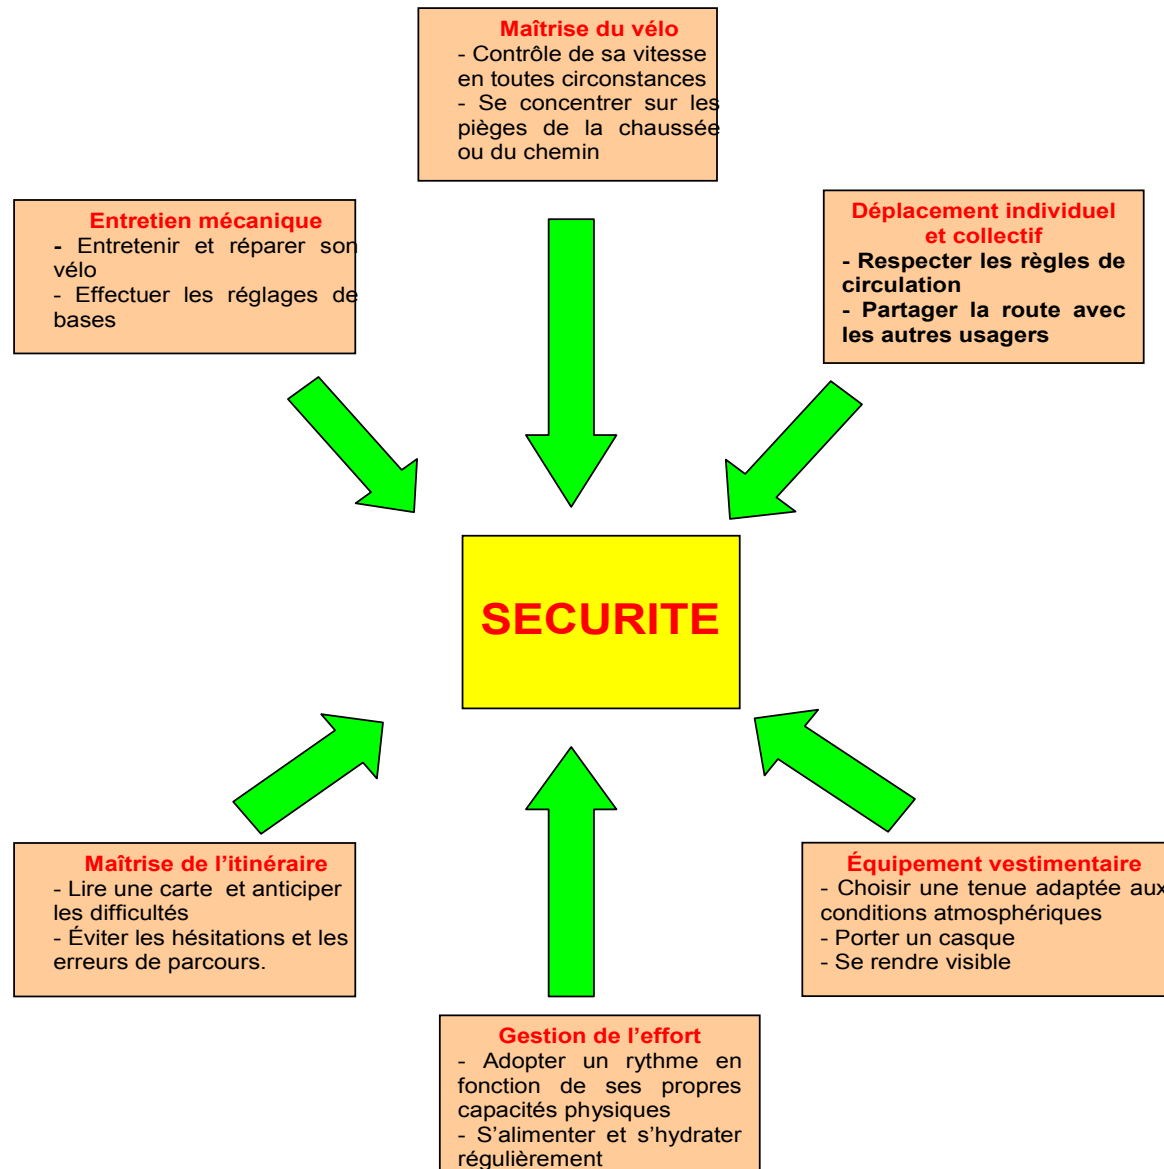 Maîtrise du vélo
- Contrôle de sa vitesse
en toutes circonstances
- Se concentrer sur les
pièges de la chaussée
ou du chemin
Entretien mécanique
- Entretenir et réparer son
vélo
- Effectuer les réglages de
bases
Déplacement individuel
et collectif
- Respecter les règles de
circulation
- Partager la route avec
les autres usagers
SECURITE
Maîtrise de l’itinéraire
- Lire une carte et anticiper
les difficultés
- Éviter les hésitations et les
erreurs de parcours.
Équipement vestimentaire
- Choisir une tenue adaptée aux
conditions atmosphériques
- Porter un casque
- Se rendre visible
Gestion de l’effort
- Adopter un rythme en
fonction de ses propres
capacités physiques
- S’alimenter et s’hydrater
régulièrement